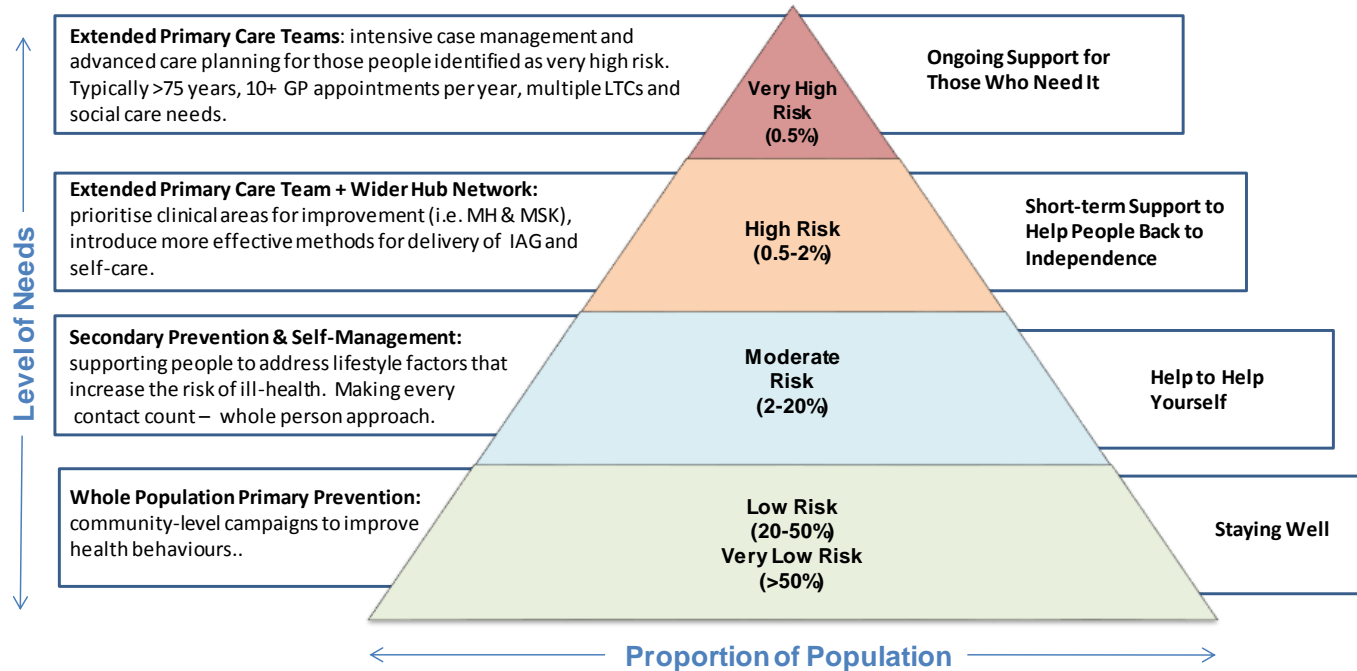 Level of Needs
Extended Primary Care Teams: intensive case management and
advanced care planning for those people identified as very high risk.
Typically >75 years, 10+ GP appointments per year, multiple LTCs and
social care needs.
Very High
Risk
(0.5%)
Ongoing Support for
Those Who Need It
Extended Primary Care Team + Wider Hub Network:
prioritise clinical areas for improvement (i.e. MH & MSK),
introduce more effective methods for delivery of IAG and
self-care.
High Risk
(0.5-2%)
Short-term Support to
Help People Back to
Independence
Secondary Prevention & Self-Management:
supporting people to address lifestyle factors that
increase the risk of ill-health. Making every
contact count – whole person approach.
Moderate
Risk
(2-20%)
Help to Help
Yourself
Whole Population Primary Prevention:
community-level campaigns to improve
health behaviours..
Low Risk
(20-50%)
Very Low Risk
(>50%)
Staying Well
Proportion of Population